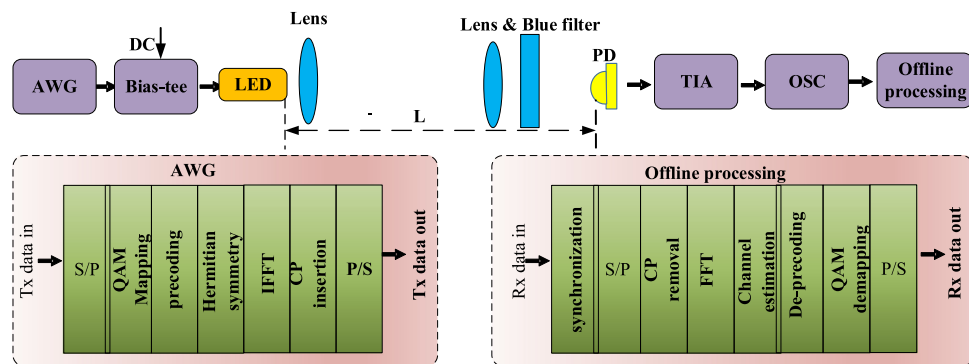 Lens
Lens & Blue filter
DC
PD
AWG
Bias-tee
LED
TIA
OSC
Offline
processing
-
L
AWG
Tx data in
S/P
QAM
Mapping
precoding
Hermitian
symmetry
IFFT
CP
insertion
P/S
Tx data out
Offline processing
Rx data in
synchronization
S/P
CP
removal
FFT
Channel
estimation
De-precoding
QAM
demapping
P/S
Rx data out